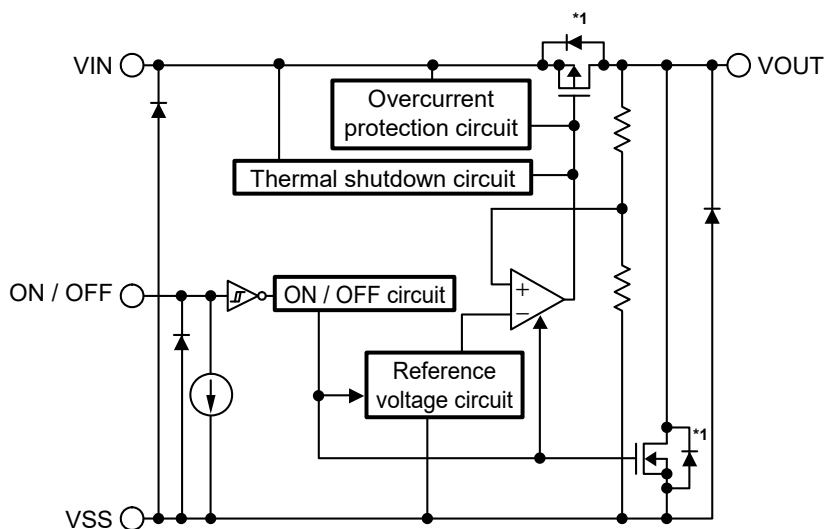 *1
VIN
VOUT
Overcurrent
protection circuit
Thermal shutdown circuit
ON / OFF
ON / OFF circuit
+
−
Reference
voltage circuit
*1
VSS